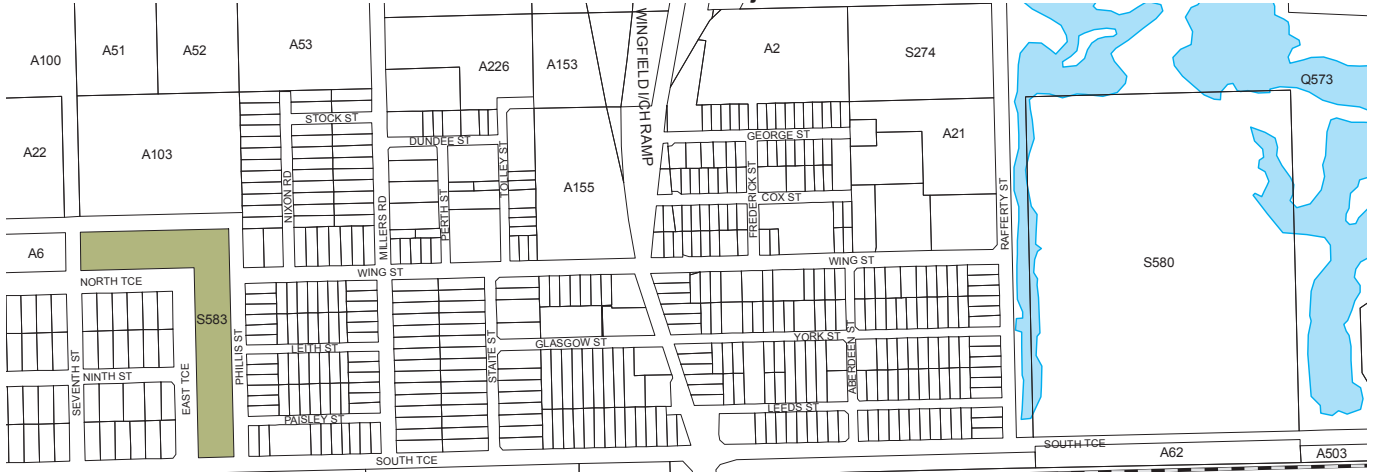 A100
A51
A52
A53
A226
A153
WINGFIELD I/CH RAMP
A2
S274
Q573
A22
A103
STOCK ST
DUNDEE ST
TOLLEY ST
A155
GEORGE ST
A21
NIXON RD
MILLERS RD
PERTH ST
FREDERICK ST
COX ST
RAFFERTY ST
A6
NORTH TCE
WING ST
WING ST
S580
S583
PHILLIS ST
LEITH ST
STAITE ST
GLASGOW ST
YORK ST
ABERDEEN ST
SEVENTH ST
NINTH ST
EAST TCE
PAISLEY ST
LEEDS ST
SOUTH TCE
SOUTH TCE
A62
A503